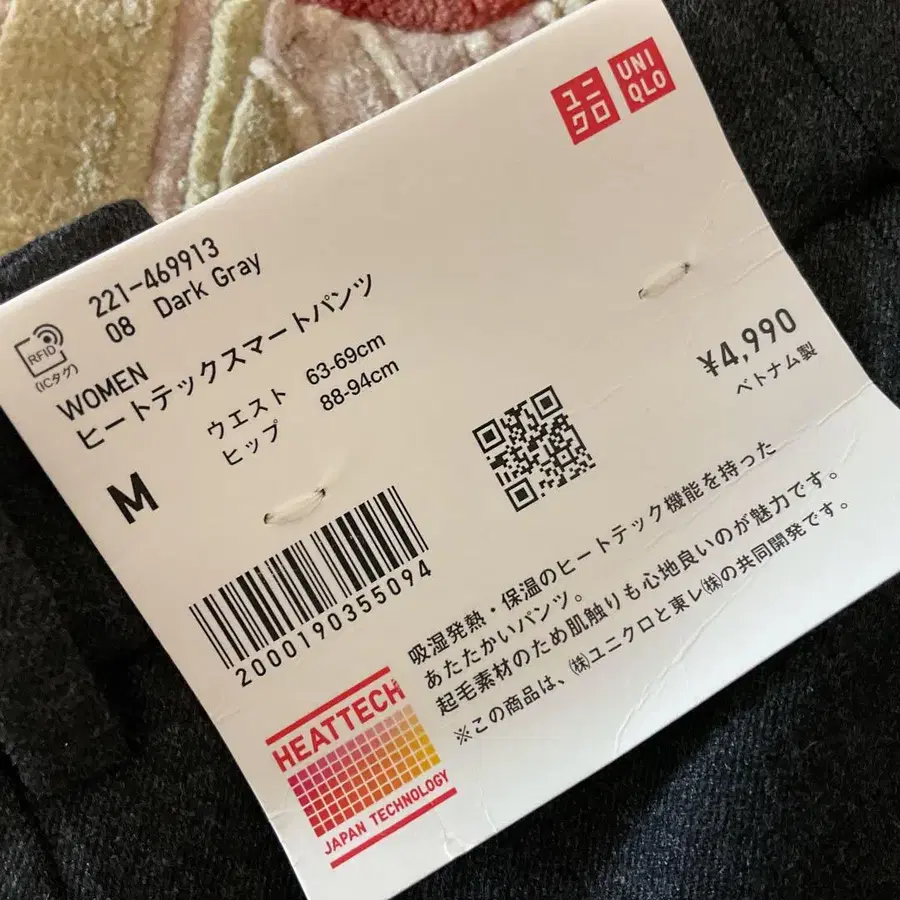 ユニ
クロ
UNI
QLO
221-469913
08 Dark Gray
RFID
(ICタグ)
WOMEN
ヒートテックスマートパンツ
M
ウエスト 63-69cm
ヒップ 88-94cm
¥4,990
ベトナム製
2000190355094
吸湿発熱・保温のヒートテック機能を持った
あたたかいパンツ。
起毛素材のため肌触りも心地良いのが魅力です。
※この商品は、㈱ユニクロと東レ㈱の共同開発です。
HEATTECH
JAPAN TECHNOLOGY